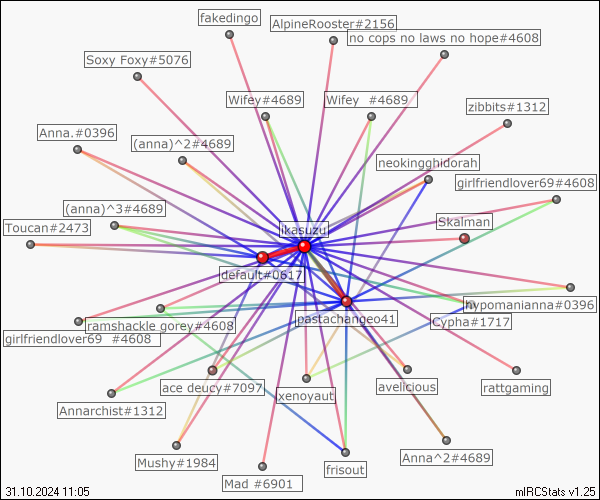 fakedingo
AlpineRooster#2156
no cops no laws no hope#4608
Soxy Foxy#5076
Wifey#4689
Wifey #4689
zibbits#1312
Anna.#0396
(anna)^2#4689
neokingghidorah
girlfriendlover69#4608
(anna)^3#4689
Toucan#2473
ikasuzu
Skalman
default#0617
hypomanianna#0396
pastachangeo41
Cypha#1717
ramshackle gorey#4608
girlfriendlover69 #4608
ace deucy#7097
xenoyaut
avelicious
rattgaming
Annarchist#1312
Anna^2#4689
Mushy#1984
frisout
Mad #6901
31.10.2024 11:05
mIRCStats v1.25